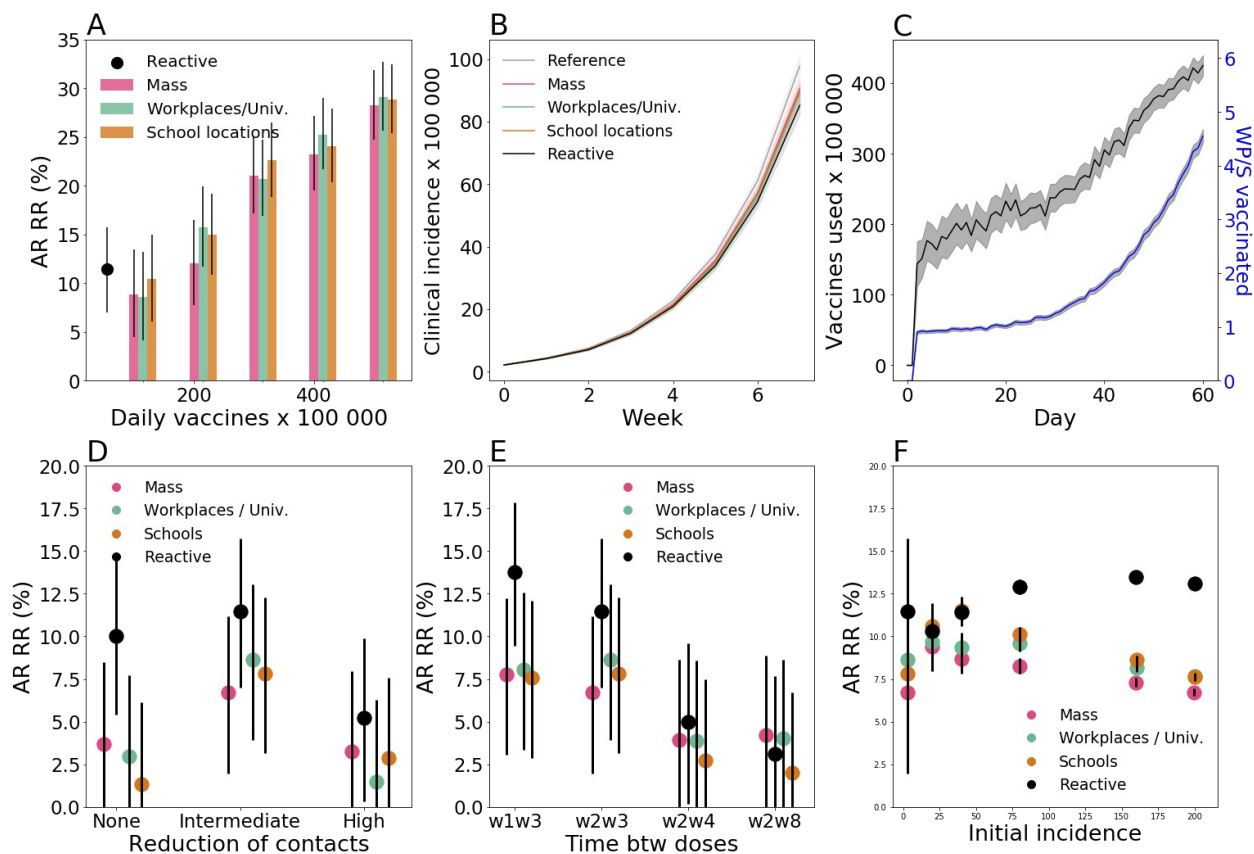 A
35
30
25
20
15
10
5
0
AR RR (%)
Reactive
Mass
Workplaces/Univ.
School locations
200
400
Daily vaccines x 100 000
B
100
80
60
40
20
0
Clinical incidence x 100 000
Reference
Mass
Workplaces/Univ.
School locations
Reactive
0
2
4
6
Week
C
400
300
200
100
0
Vaccines used x 100 000
6
5
4
3
2
1
0
WP/S vaccinated
0
20
40
60
Day
D
20.0
17.5
15.0
12.5
10.0
7.5
5.0
2.5
0.0
AR RR (%)
Mass
Workplaces / Univ.
Schools
Reactive
None
Intermediate
High
Reduction of contacts
E
20.0
17.5
15.0
12.5
10.0
7.5
5.0
2.5
0.0
AR RR (%)
Mass
Workplaces / Univ.
Schools
Reactive
w1w3
w2w3
w2w4
w2w8
Time btw doses
F
20.0
17.5
15.0
12.5
10.0
7.5
5.0
2.5
0.0
AR RR (%)
Mass
Workplaces / Univ.
Schools
Reactive
0
25
50
75
100
125
150
175
200
Initial incidence